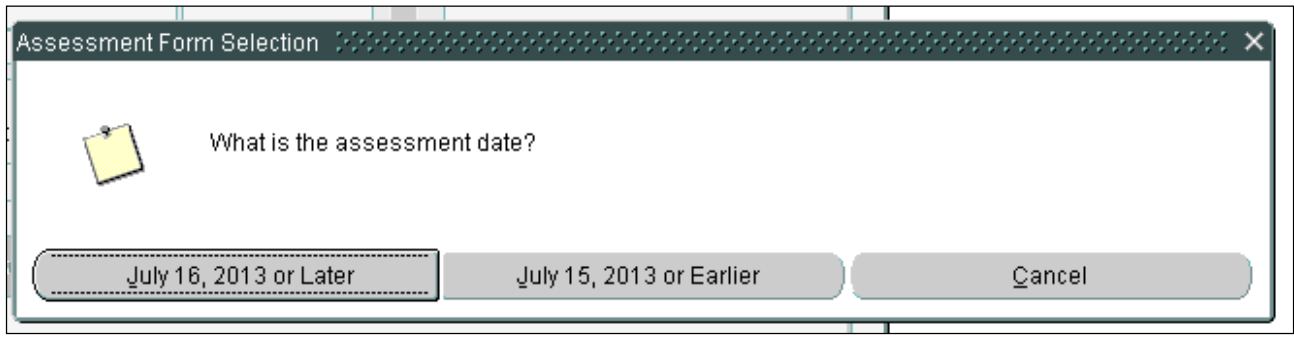 Assessment Form Selection
What is the assessment date?
July 16, 2013 or Later
July 15, 2013 or Earlier
Cancel